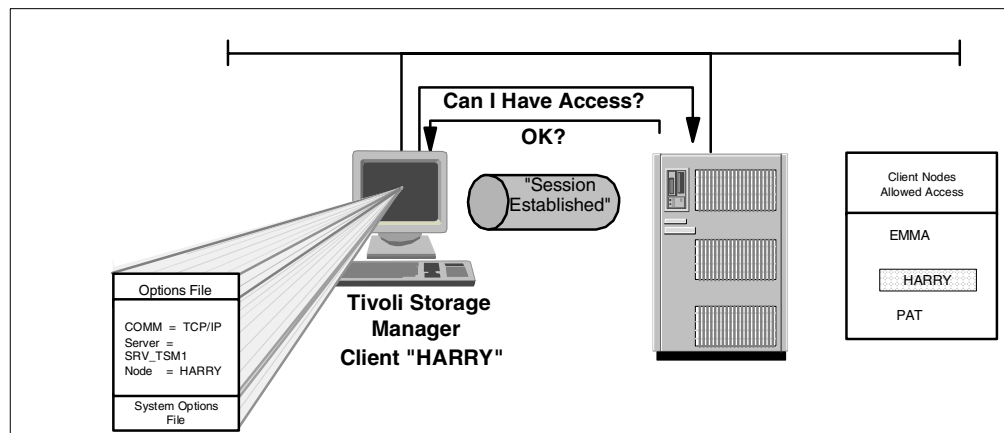 Can I Have Access?
OK?
"Session
Established"
Client Nodes
Allowed Access
EMMA
HARRY
PAT
Options File
COMM = TCP/IP
Server =
SRV_TSM1
Node = HARRY
System Options
File
Tivoli Storage
Manager
Client "HARRY"